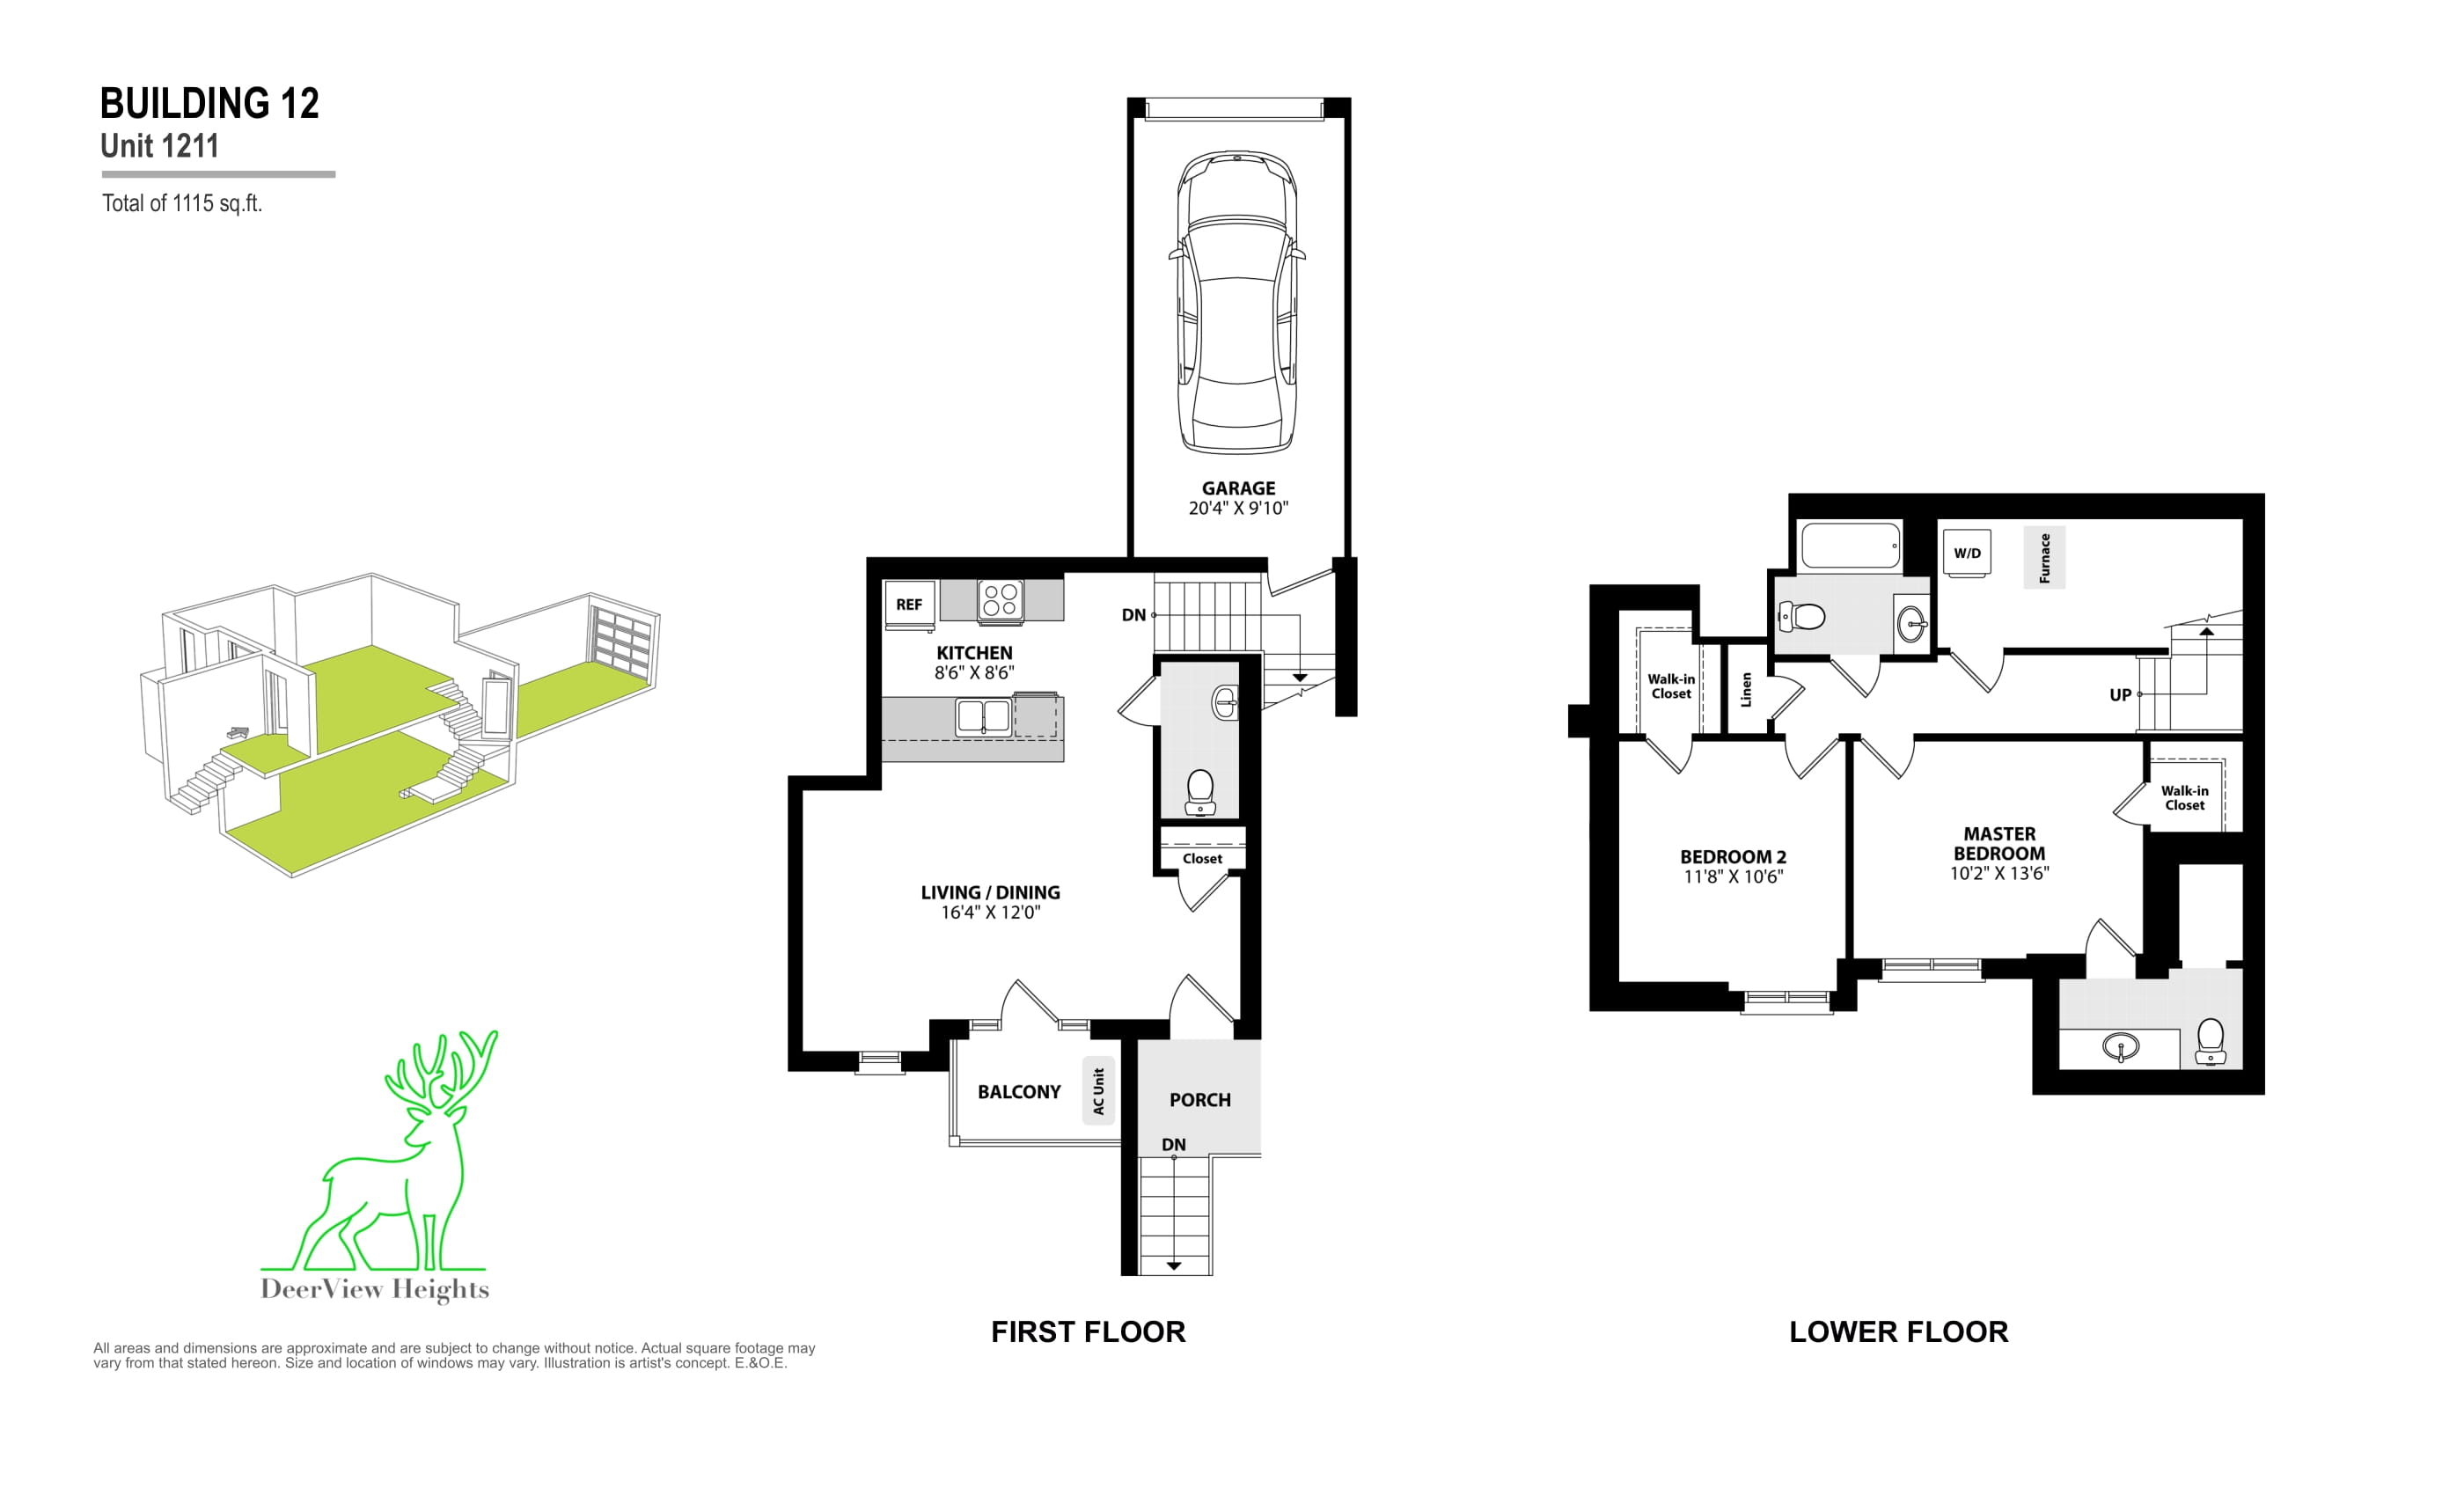 BUILDING 12
Unit 1211
Total of 1115 sq.ft.
GARAGE
20'4" X 9'10"
REF
DN
KITCHEN
8'6" X 8'6"
Closet
LIVING / DINING
16'4" X 12'0"
BALCONY
AC Unit
PORCH
DN
FIRST FLOOR
W/D
Furnace
Walk-in
Closet
Linen
UP
Walk-in
Closet
BEDROOM 2
11'8" X 10'6"
MASTER
BEDROOM
10'2" X 13'6"
LOWER FLOOR
DeerView Heights
All areas and dimensions are approximate and are subject to change without notice. Actual square footage may
vary from that stated hereon. Size and location of windows may vary. Illustration is artist's concept. E.&O.E.